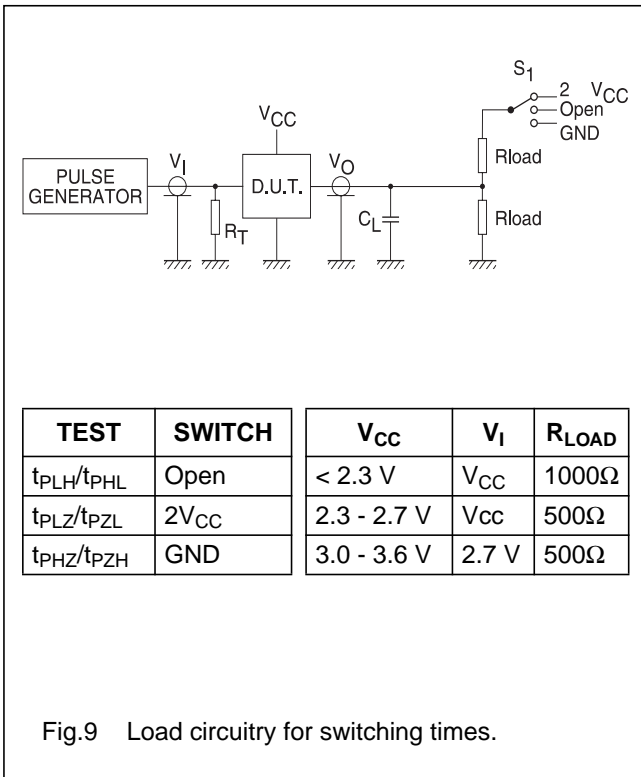 S1
2 VCC
Open
GND
VCC
VI
VO
Rload
PULSE
GENERATOR
D.U.T.
RT
CL
Rload
TEST SWITCH
tPLH/tPHL Open
tPLZ/tPZL 2VCC
tPHZ/tPZH GND
VCC VI RLOAD
< 2.3 V VCC 1000Ω
2.3 - 2.7 V Vcc 500Ω
3.0 - 3.6 V 2.7 V 500Ω
Fig.9 Load circuitry for switching times.